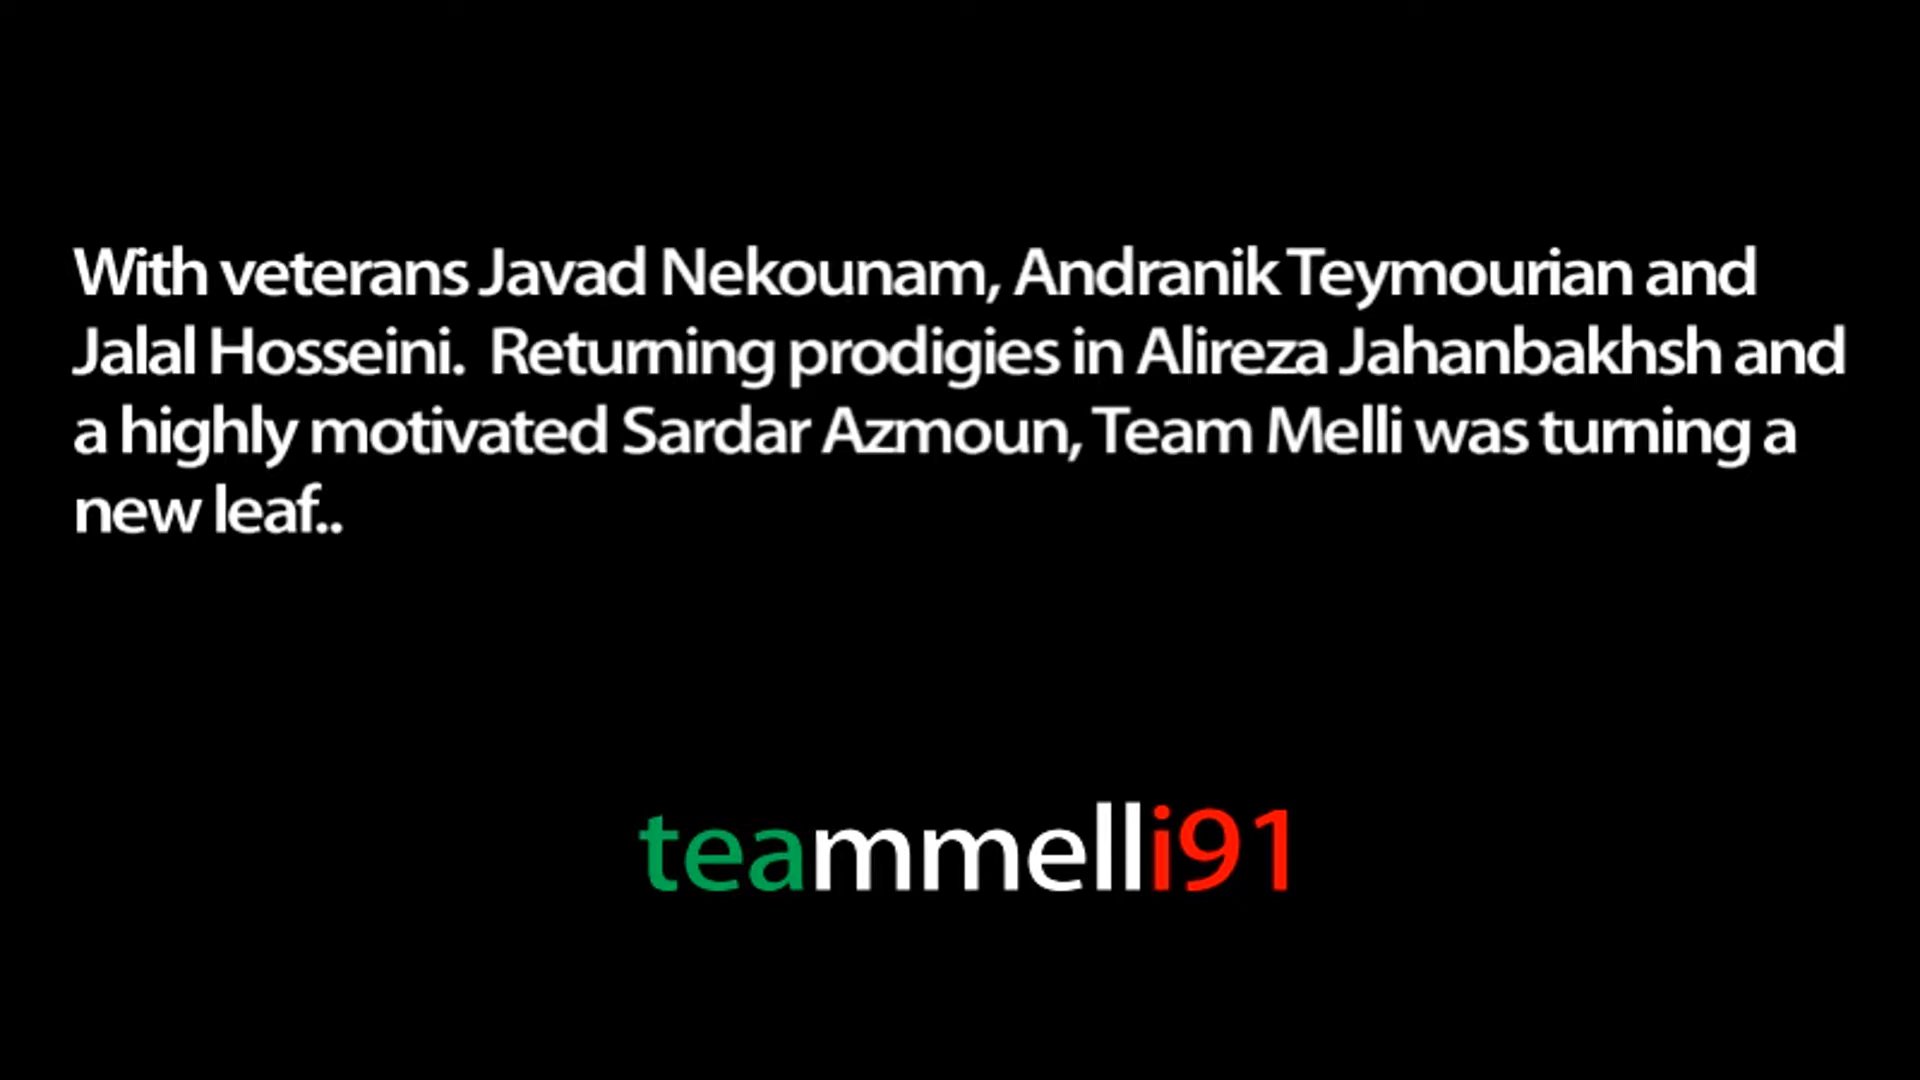 With veterans Javad Nekounam, Andranik Teymourian and
Jalal Hosseini.  Returning prodigies in Alireza Jahanbakhsh and
a highly motivated Sardar Azmoun, Team Melli was turning a
new leaf..
teammelli91